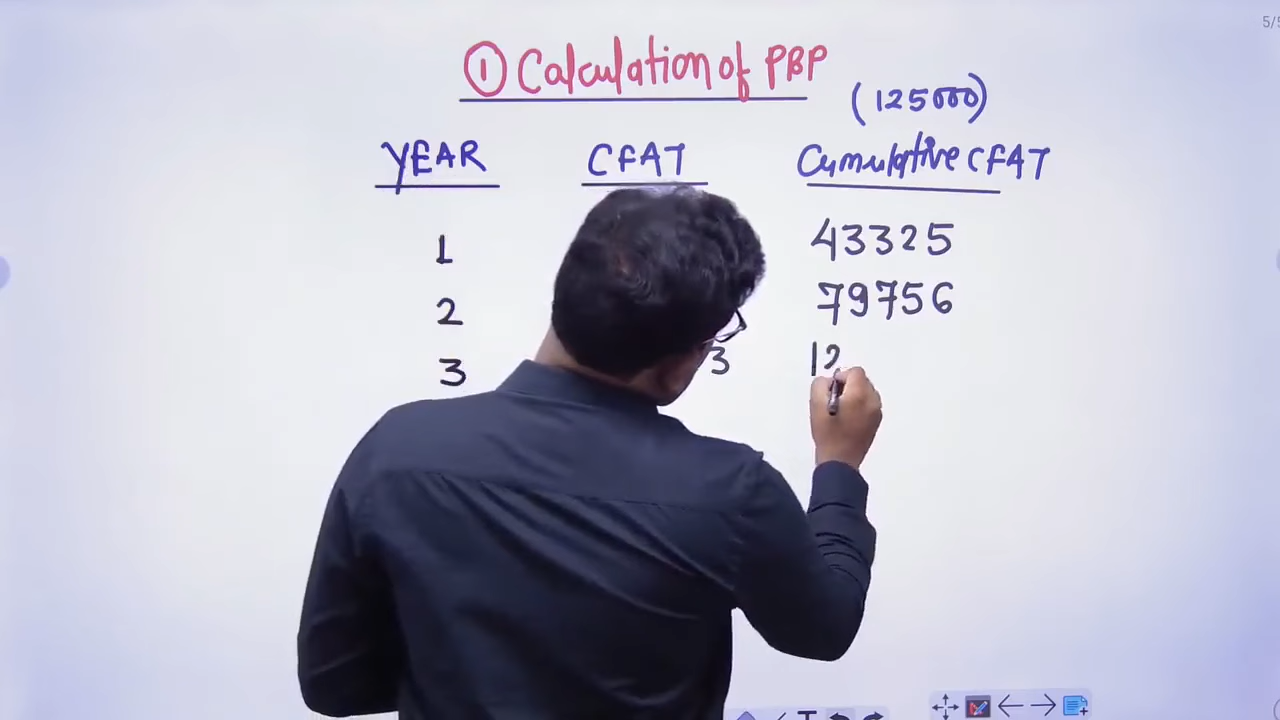 5/5
① Calculation of PBP
(125000)
YEAR CFAT Cumulative CFAT
1 43325
2 79756
3 3 12